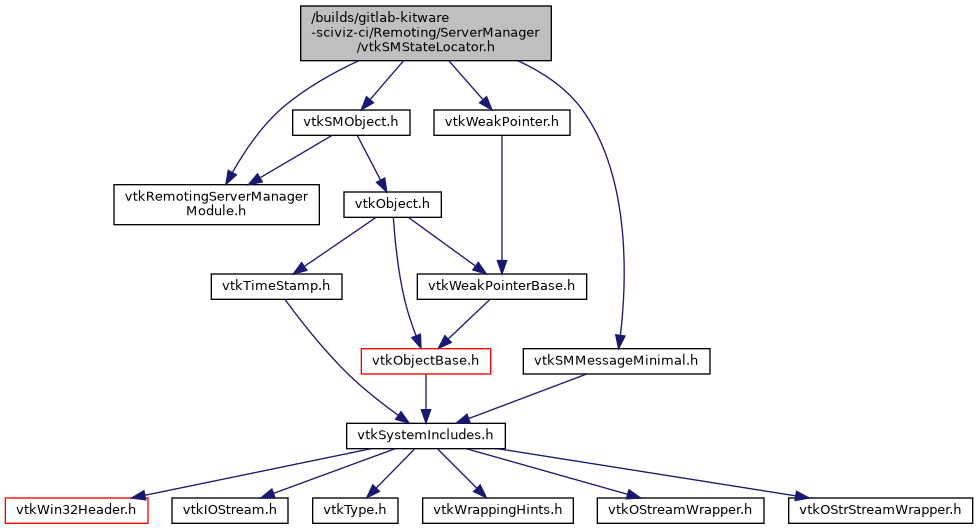 /builds/gitlab-kitware
-sciviz-ci/Remoting/ServerManager
/vtkSMStateLocator.h
vtkSMObject.h
vtkWeakPointer.h
vtkRemotingServerManager
Module.h
vtkObject.h
vtkTimeStamp.h
vtkWeakPointerBase.h
vtkObjectBase.h
vtkSMMessageMinimal.h
vtkSystemIncludes.h
vtkWin32Header.h
vtkIOStream.h
vtkType.h
vtkWrappingHints.h
vtkOStreamWrapper.h
vtkOStrStreamWrapper.h